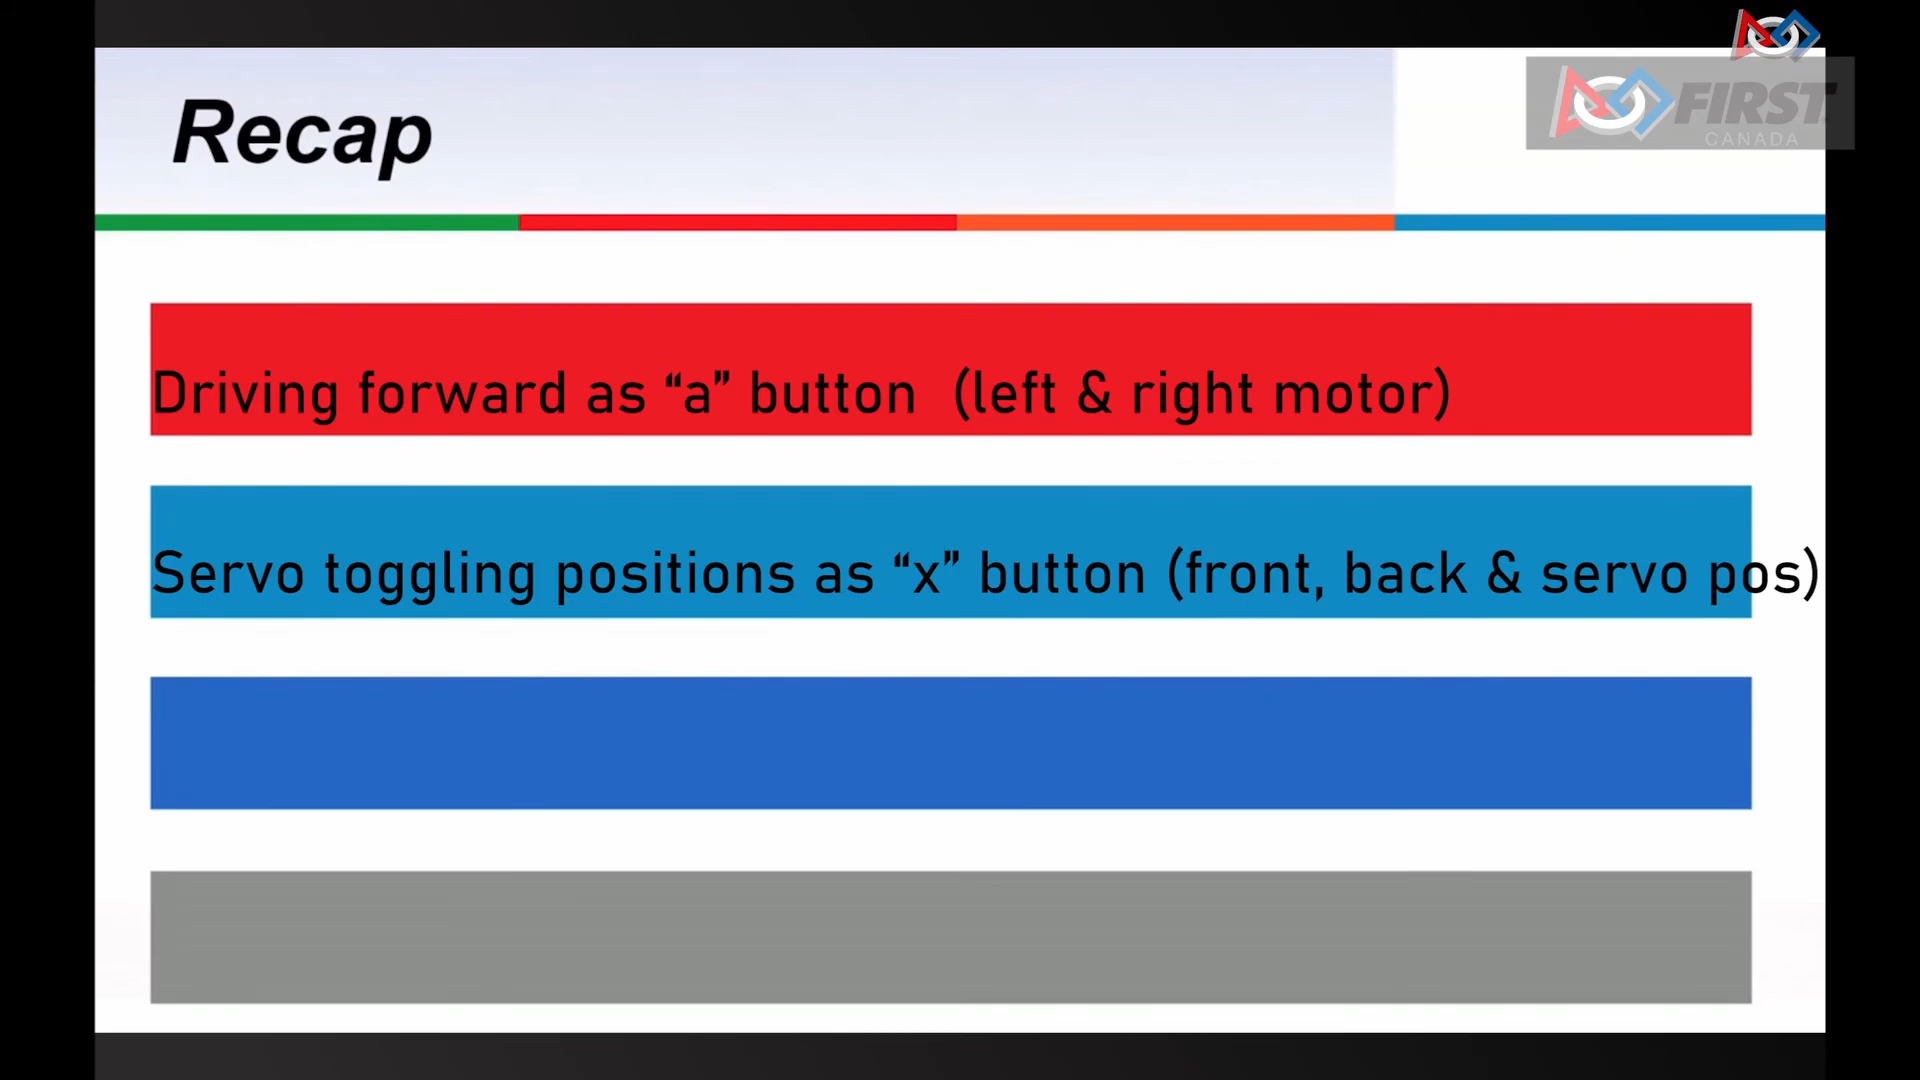 Recap
FIRST
CANADA
Driving forward as “a” button  (left & right motor)
Servo toggling positions as “x” button (front, back & servo pos)